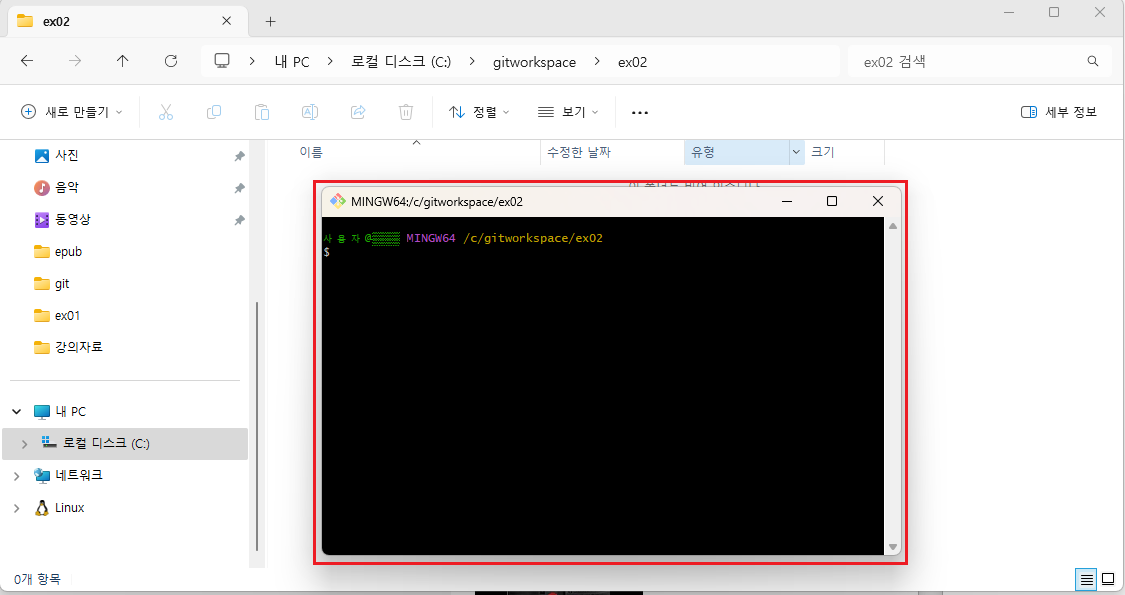 ex02
내 PC
로컬 디스크 (C:)
gitworkspace
ex02
ex02 검색
새로 만들기
정렬
보기
세부 정보
이름
수정한 날짜
유형
크기
사진
음악
동영상
epub
git
ex01
강의자료
내 PC
로컬 디스크 (C:)
네트워크
Linux
MINGW64:/c/gitworkspace/ex02
사용자@ MINGW64 /c/gitworkspace/ex02
$
0개 항목